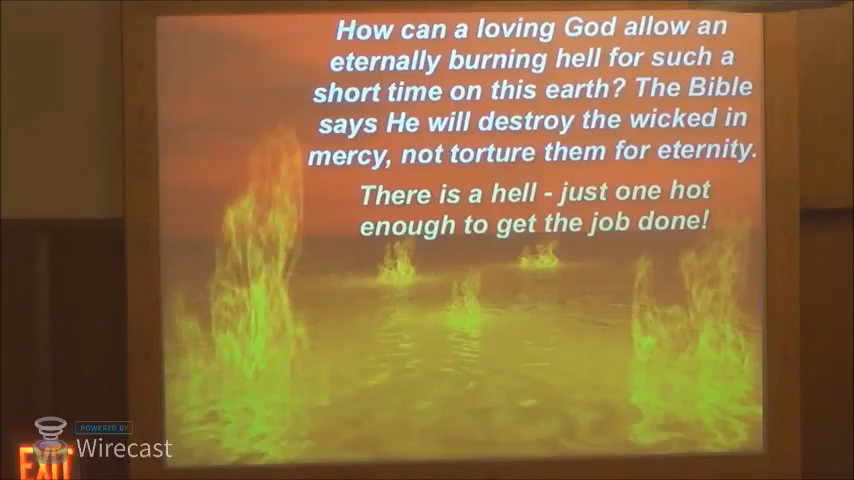 How can a loving God allow an
eternally burning hell for such a
short time on this earth? The Bible
says He will destroy the wicked in
mercy, not torture them for eternity.
There is a hell - just one hot
enough to get the job done!
POWERED BY
Wirecast
EXIT